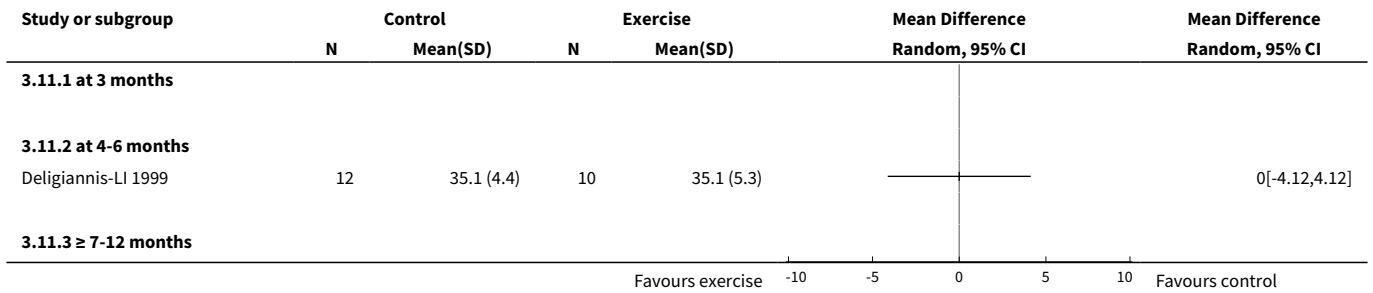 Study or subgroup Control Exercise Mean Difference Mean Difference
N Mean(SD) N Mean(SD) Random, 95% CI Random, 95% CI
3.11.1 at 3 months
3.11.2 at 4-6 months
Deligiannis-LI 1999 12 35.1 (4.4) 10 35.1 (5.3) 0[-4.12,4.12]
3.11.3 ≥ 7-12 months
Favours exercise -10 -5 0 5 10 Favours control